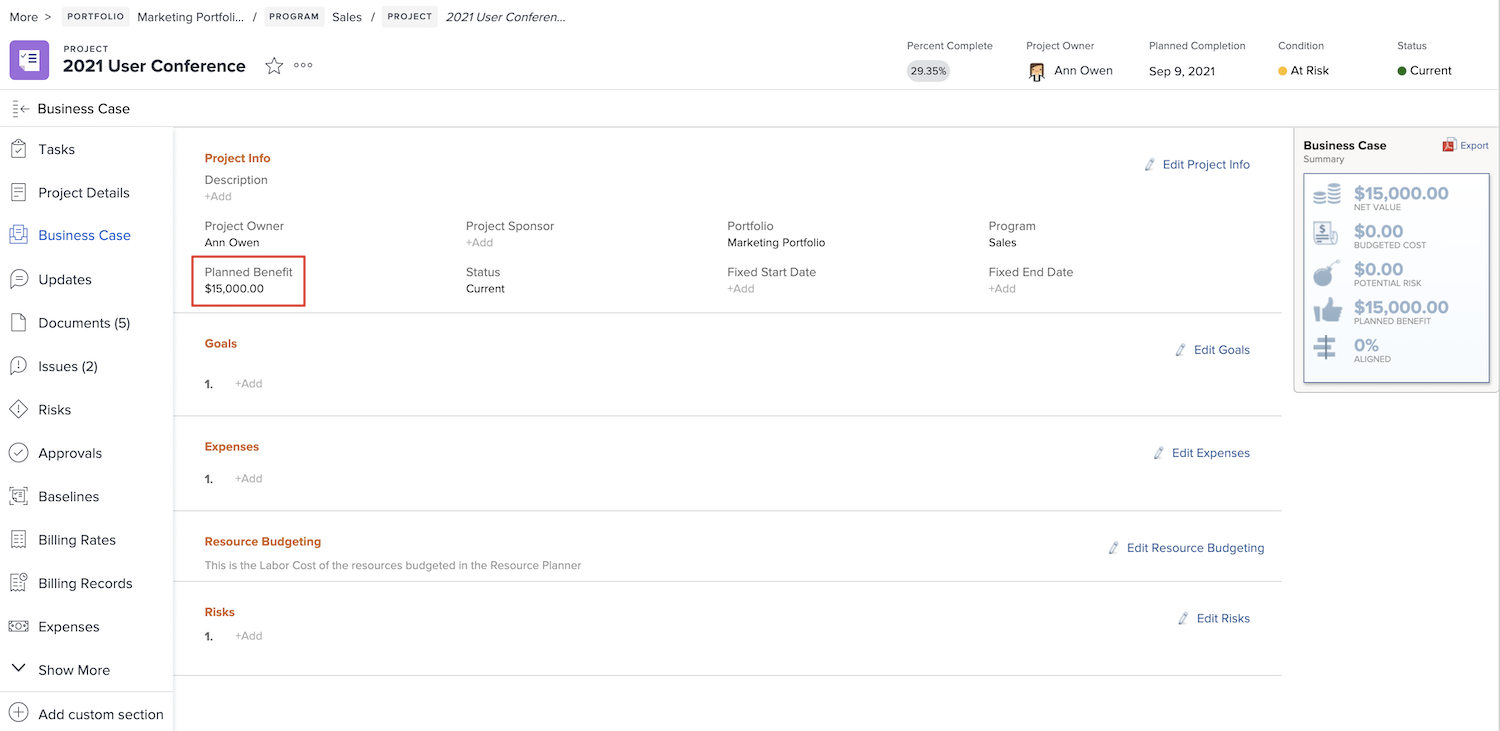 More > PORTFOLIO Marketing Portfoli... / PROGRAM Sales / PROJECT 2021 User Conferen...
PROJECT
2021 User Conference
Percent Complete Project Owner Planned Completion Condition Status
29.35% Ann Owen Sep 9, 2021 At Risk Current
Business Case
Tasks
Project Details
Business Case
Updates
Documents (5)
Issues (2)
Risks
Approvals
Baselines
Billing Rates
Billing Records
Expenses
Show More
Add custom section
Project Info
Edit Project Info
Description
+Add
Project Owner Project Sponsor Portfolio Program
Ann Owen +Add Marketing Portfolio Sales
Planned Benefit Status Fixed Start Date Fixed End Date
$15,000.00 Current +Add +Add
Goals
Edit Goals
1. +Add
Expenses
Edit Expenses
1. +Add
Resource Budgeting
Edit Resource Budgeting
This is the Labor Cost of the resources budgeted in the Resource Planner
Risks
Edit Risks
1. +Add
Business Case Export
Summary
$15,000.00
NET VALUE
$0.00
BUDGETED COST
$0.00
POTENTIAL RISK
$15,000.00
PLANNED BENEFIT
0%
ALIGNED